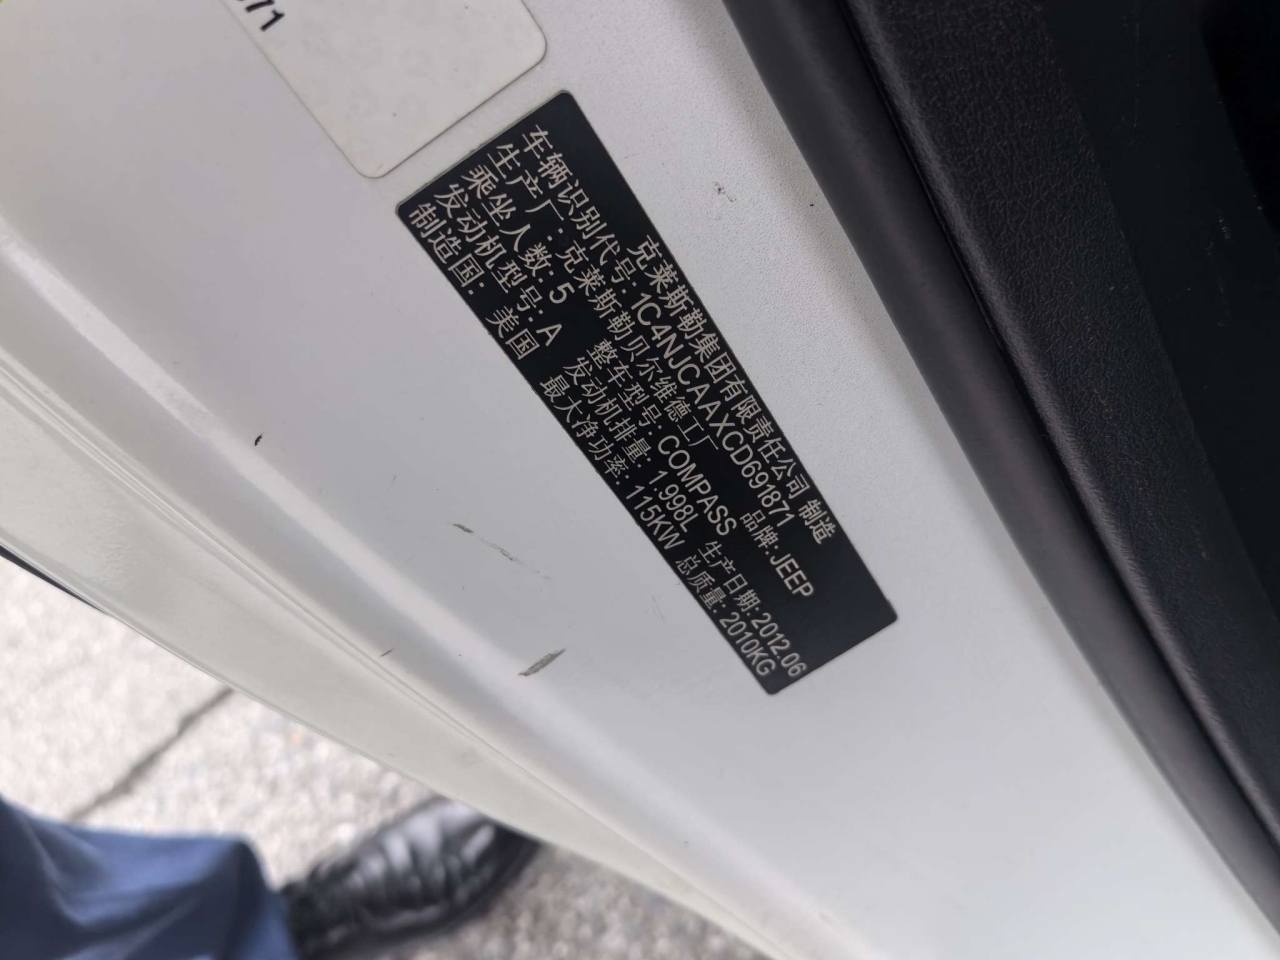 871
克莱斯勒集团有限责任公司 制造
车辆识别代号: 1C4NJCAAXCD691871
生产厂: 克莱斯勒贝尔维德工厂 品牌: JEEP
乘坐人数: 5 整车型号: COMPASS 生产日期: 2012.06
发动机型号: A 发动机排量: 1.998L 总质量: 2010KG
制造国: 美国 最大净功率: 115KW